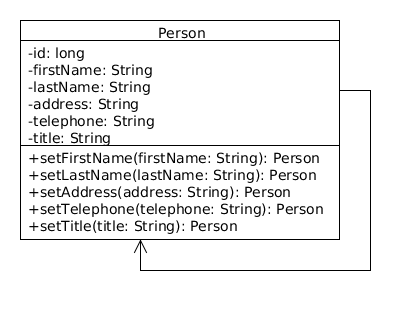 Person
-id: long
-firstName: String
-lastName: String
-address: String
-telephone: String
-title: String
+setFirstName(firstName: String): Person
+setLastName(lastName: String): Person
+setAddress(address: String): Person
+setTelephone(telephone: String): Person
+setTitle(title: String): Person